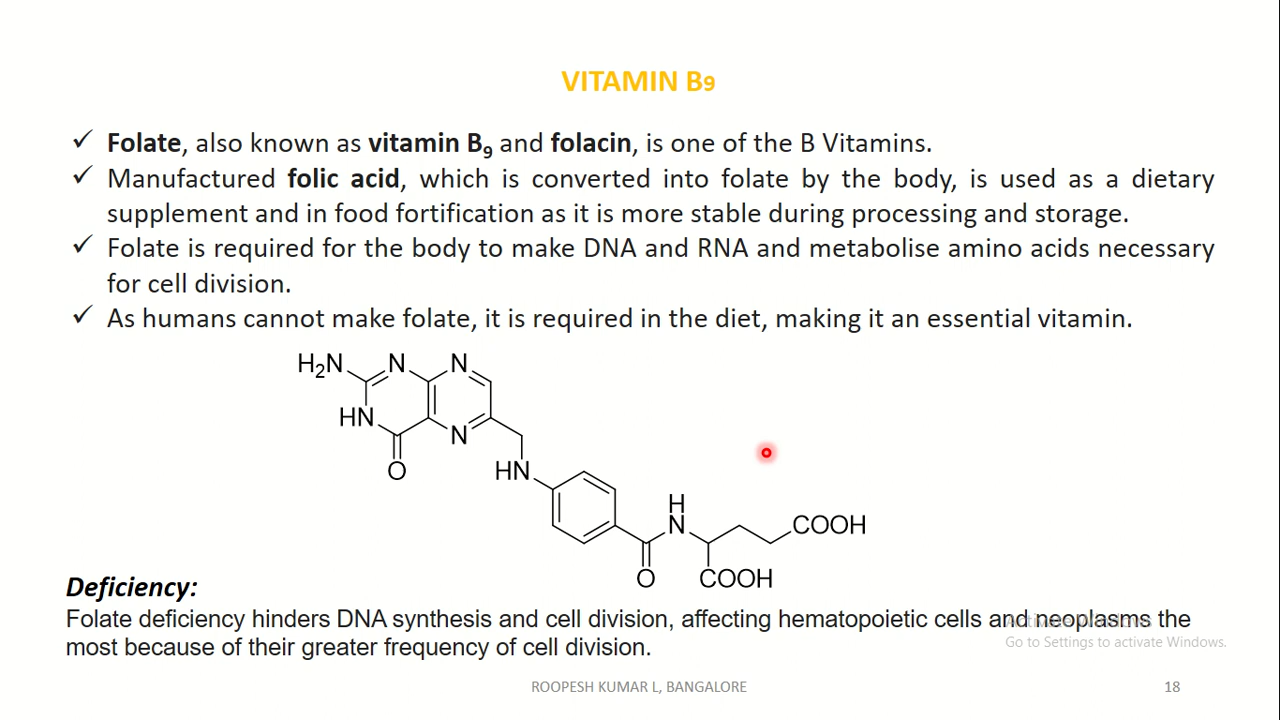 VITAMIN B9
✓ Folate, also known as vitamin B₉ and folacin, is one of the B Vitamins.
✓ Manufactured folic acid, which is converted into folate by the body, is used as a dietary
supplement and in food fortification as it is more stable during processing and storage.
✓ Folate is required for the body to make DNA and RNA and metabolise amino acids necessary
for cell division.
✓ As humans cannot make folate, it is required in the diet, making it an essential vitamin.
H₂N N N
HN N
O HN
H
N COOH
O COOH
Deficiency:
Folate deficiency hinders DNA synthesis and cell division, affecting hematopoietic cells and neoplasms the
most because of their greater frequency of cell division.
Activate Windows
Go to Settings to activate Windows.
ROOPESH KUMAR L, BANGALORE 18